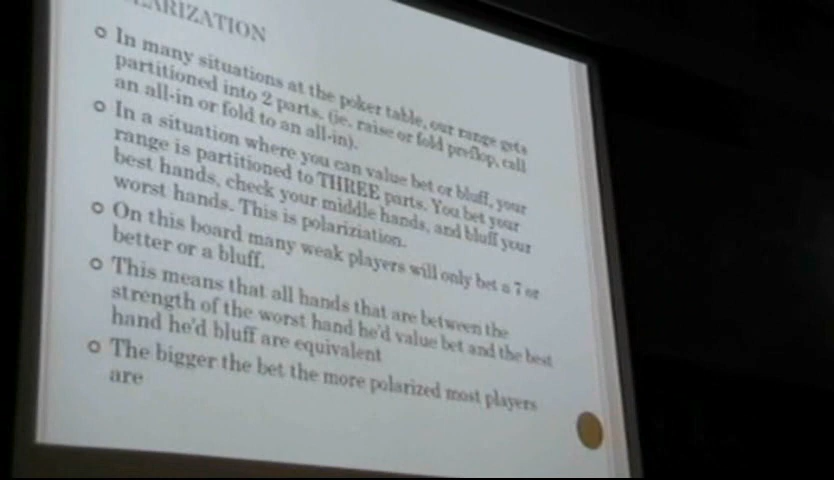 ARIZATION
o In many situations at the poker table, our range gets
partitioned into 2 parts. (ie. raise or fold preflop, call
an all-in or fold to an all-in).
o In a situation where you can value bet or bluff, your
range is partitioned to THREE parts. You bet your
best hands, check your middle hands, and bluff your
worst hands. This is polariziation.
o On this board many weak players will only bet a 7 or
better or a bluff.
o This means that all hands that are between the
strength of the worst hand he'd value bet and the best
hand he'd bluff are equivalent
o The bigger the bet the more polarized most players
are